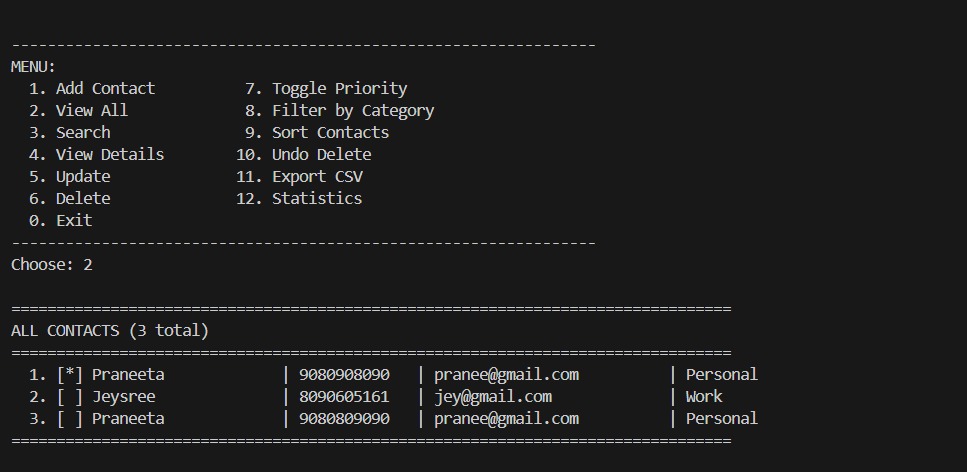 -----------------------------------------------------------------
MENU:
  1. Add Contact          7. Toggle Priority
  2. View All             8. Filter by Category
  3. Search               9. Sort Contacts
  4. View Details        10. Undo Delete
  5. Update              11. Export CSV
  6. Delete              12. Statistics
  0. Exit
-----------------------------------------------------------------
Choose: 2
================================================================================
ALL CONTACTS (3 total)
================================================================================
  1. [*] Praneeta             | 9080908090   | pranee@gmail.com          | Personal
  2. [ ] Jeysree              | 8090605161   | jey@gmail.com             | Work
  3. [ ] Praneeta             | 9080809090   | pranee@gmail.com          | Personal
================================================================================